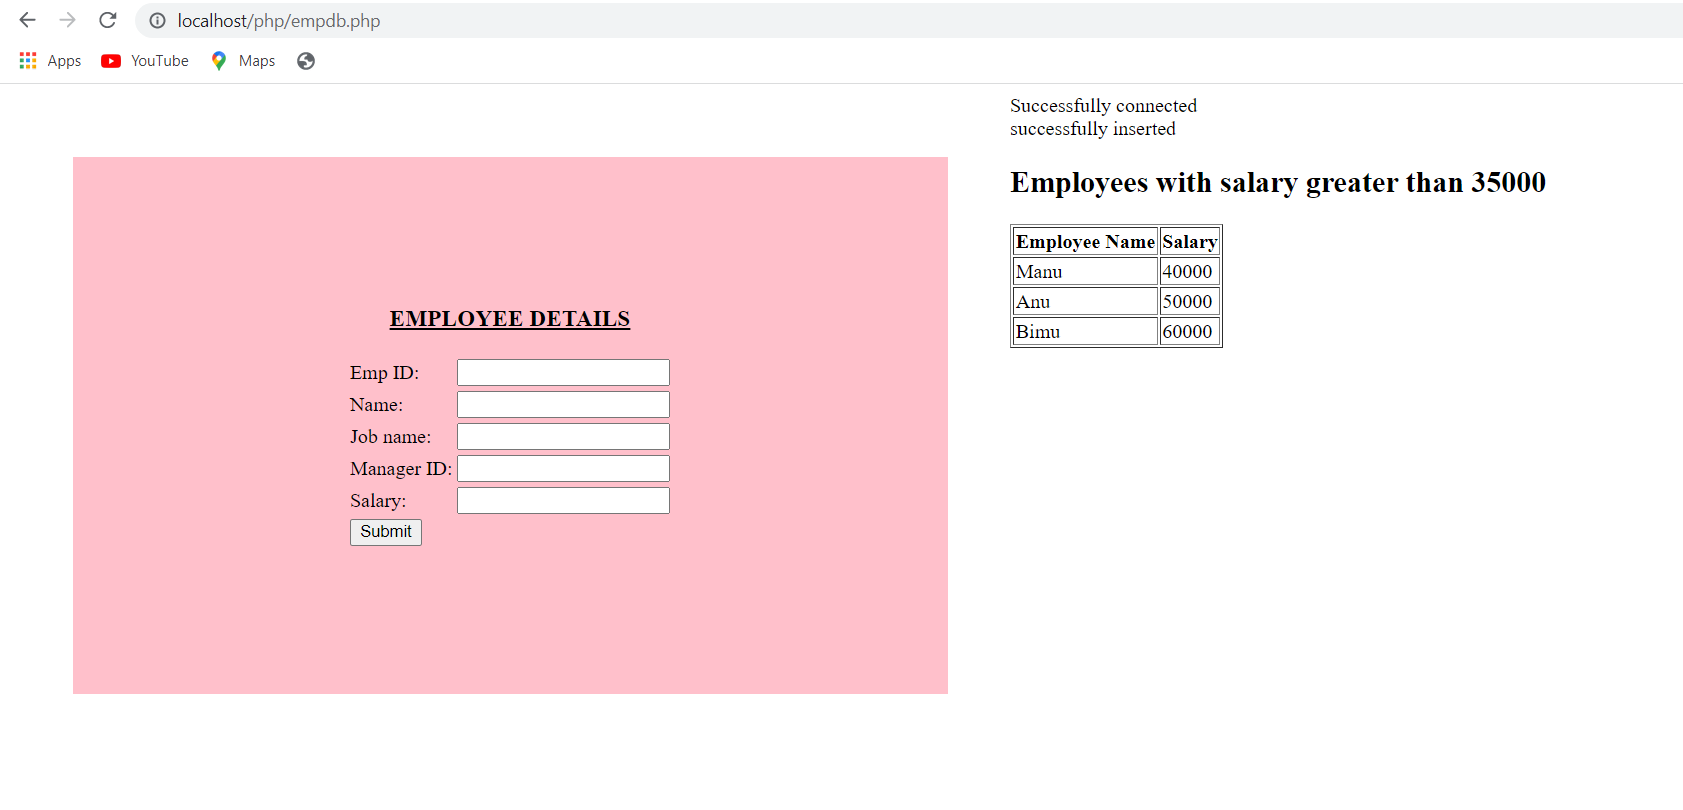 localhost/php/empdb.php
Apps YouTube Maps
EMPLOYEE DETAILS
Emp ID:
Name:
Job name:
Manager ID:
Salary:
Submit
Successfully connected
successfully inserted
Employees with salary greater than 35000
Employee Name Salary
Manu 40000
Anu 50000
Bimu 60000